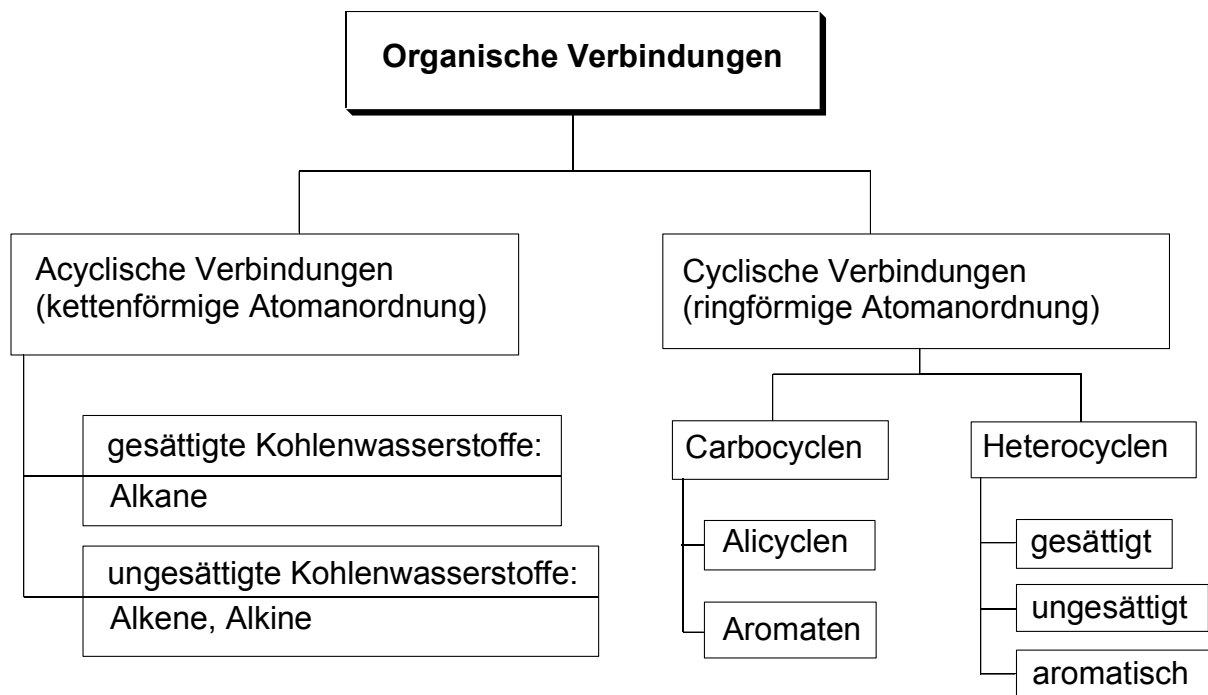 Organische Verbindungen
Acyclische Verbindungen
(kettenförmige Atomanordnung)
gesättigte Kohlenwasserstoffe:
Alkane
ungesättigte Kohlenwasserstoffe:
Alkene, Alkine
Cyclische Verbindungen
(ringförmige Atomanordnung)
Carbocyclen
Alicyclen
Aromaten
Heterocyclen
gesättigt
ungesättigt
aromatisch